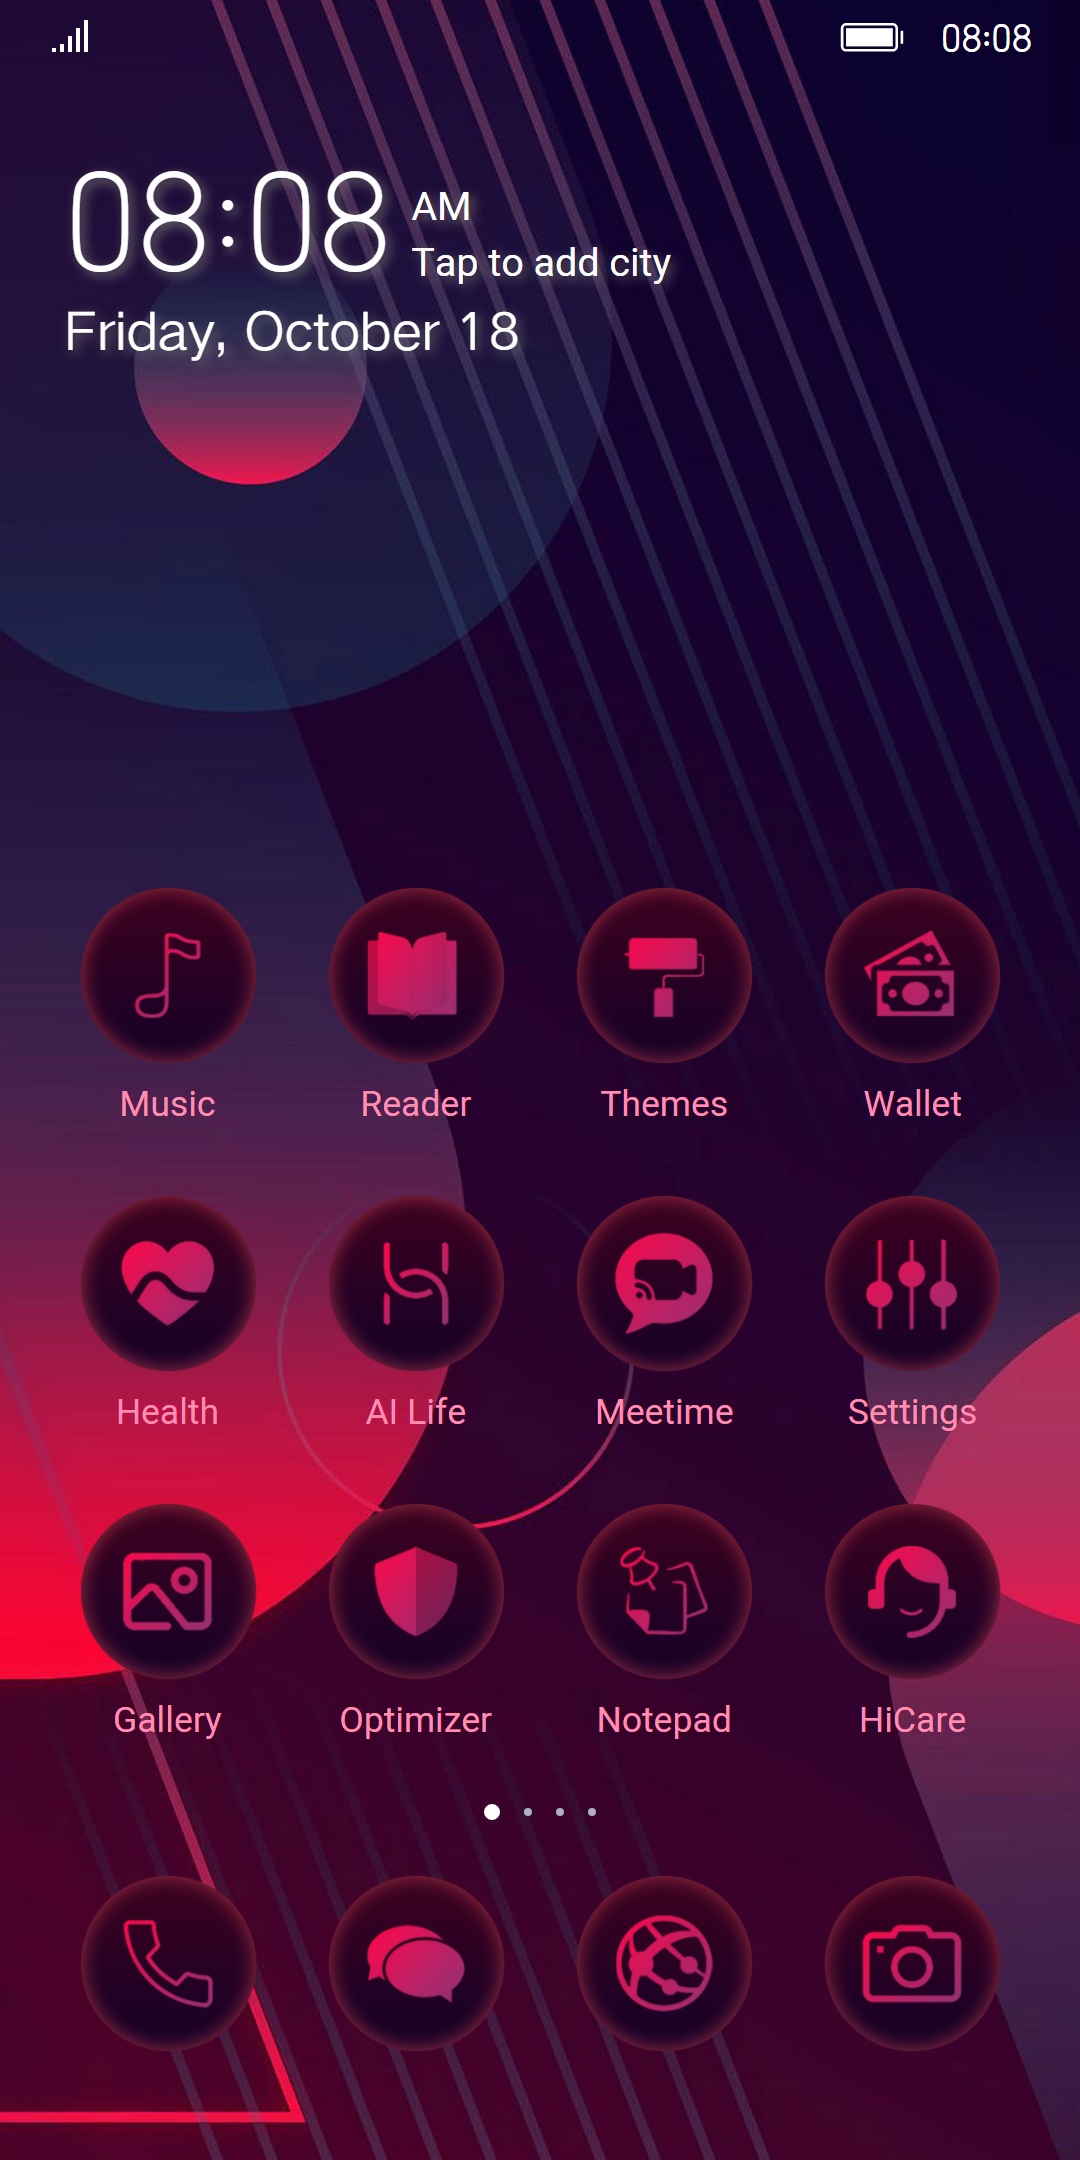 08:08
08:08 AM
Tap to add city
Friday, October 18
Music Reader Themes Wallet
Health AI Life Meetime Settings
Gallery Optimizer Notepad HiCare